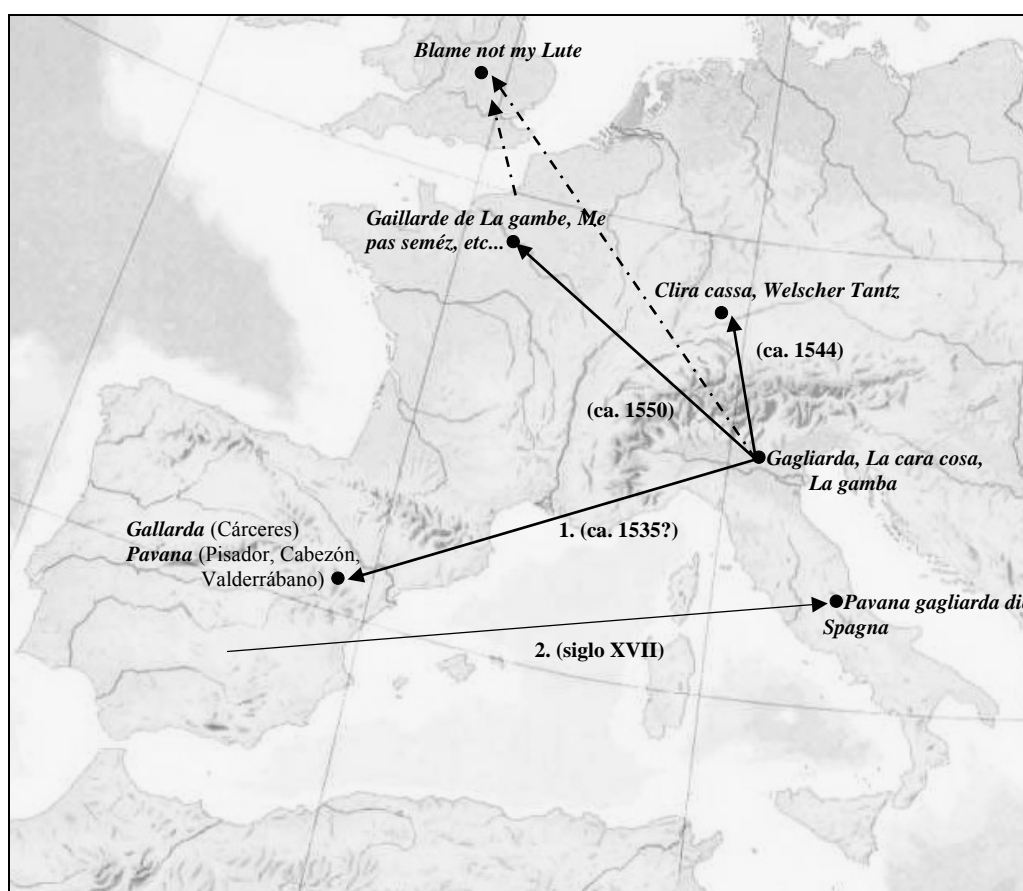 Blame not my Lute
Gaillarde de La gambe, Me
pas seméz, etc...
Clira cassa, Welscher Tantz
(ca. 1544)
(ca. 1550)
Gagliarda, La cara cosa,
La gamba
1. (ca. 1535?)
Gallarda (Cárceres)
Pavana (Pisador, Cabezón,
Valderrábano)
Pavana gagliarda di
Spagna
2. (siglo XVII)